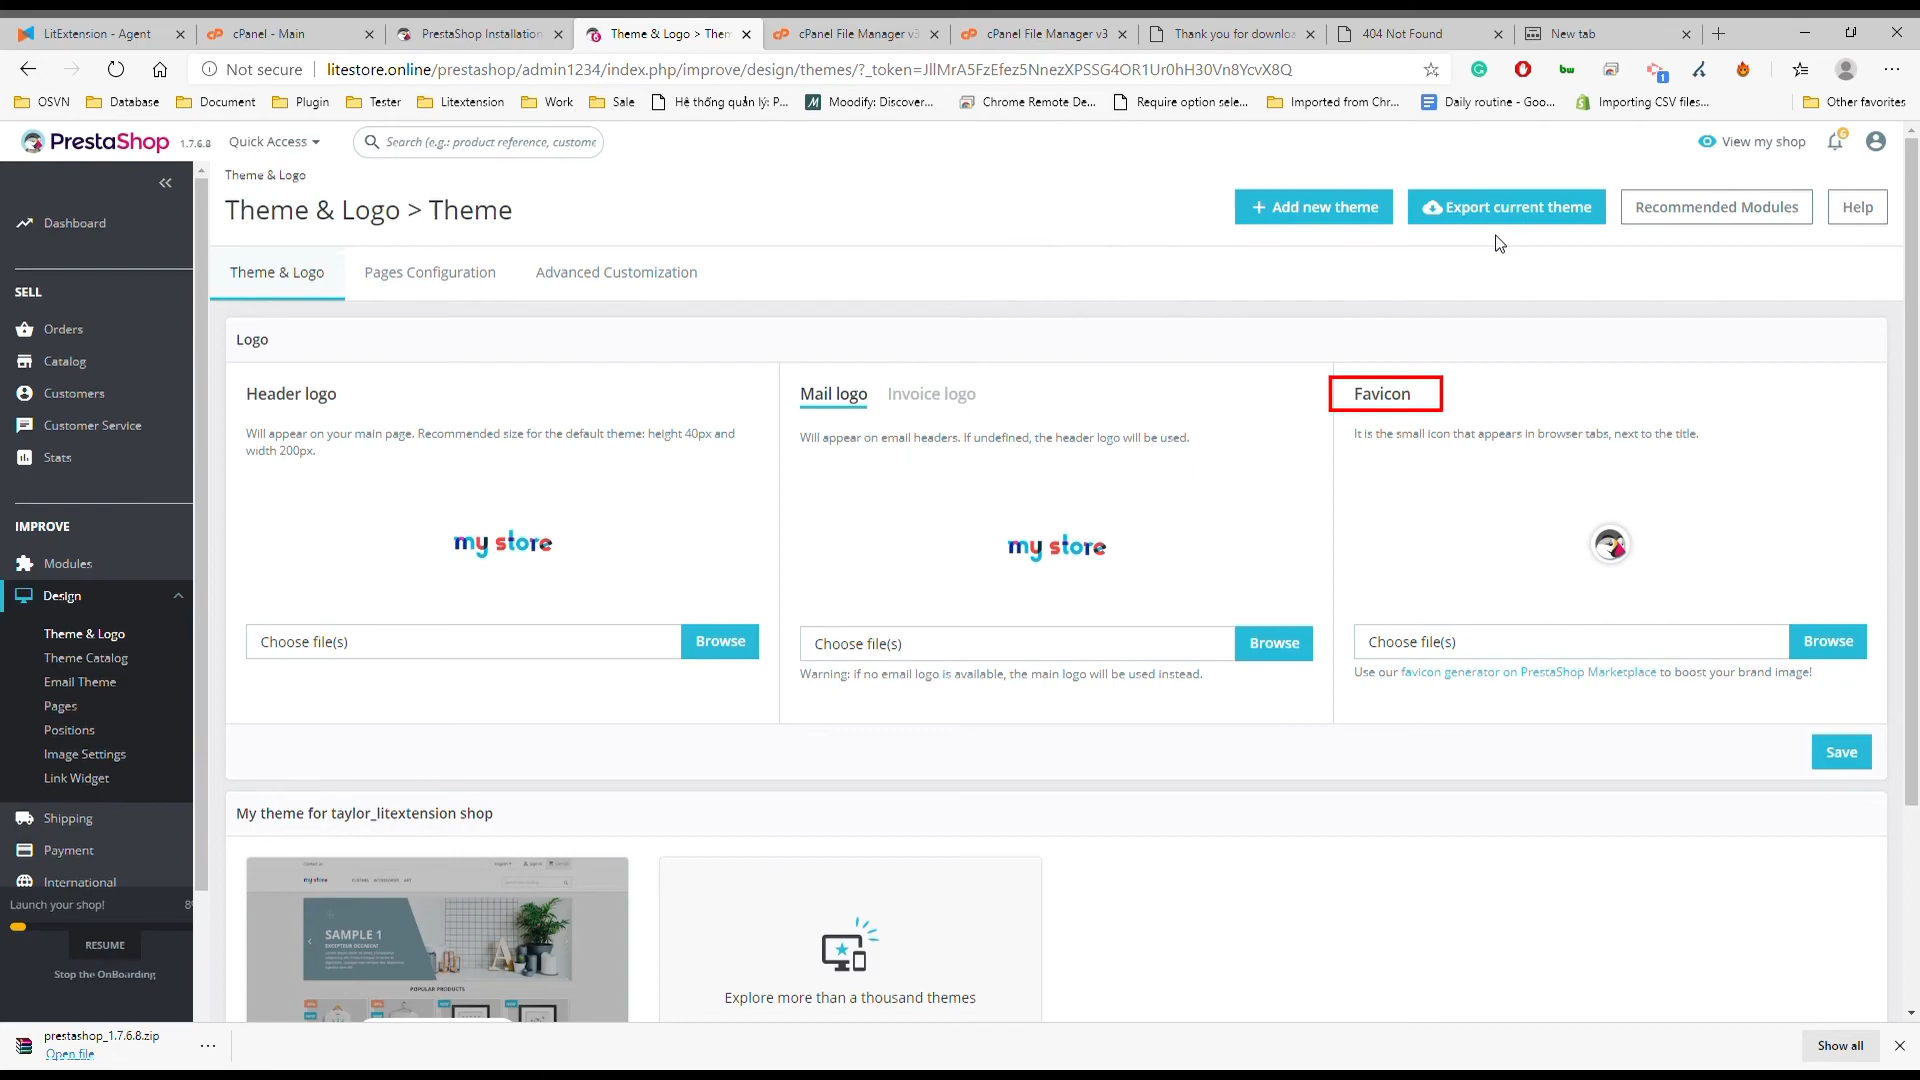 LitExtension - Agent
cPanel - Main
PrestaShop Installation
Theme & Logo > Them
cPanel File Manager v3
cPanel File Manager v3
Thank you for downloa
404 Not Found
New tab
Not secure
litestore.online/prestashop/admin1234/index.php/improve/design/themes/?_token=JllMrA5FzEfez5NnezXPSSG4OR1Ur0hH30Vn8YcvX8Q
1
OSVN
Database
Document
Plugin
Tester
Litextension
Work
Sale
Hệ thống quản lý: P...
Moodify: Discover...
Chrome Remote De...
Require option sele...
Imported from Chr...
Daily routine - Goo...
Importing CSV files...
Other favorites
PrestaShop 1.7.6.8
Quick Access
Search (e.g.: product reference, custome
View my shop
6
Theme & Logo
Theme & Logo > Theme
Add new theme
Export current theme
Recommended Modules
Help
Theme & Logo
Pages Configuration
Advanced Customization
Dashboard
SELL
Orders
Catalog
Customers
Customer Service
Stats
IMPROVE
Modules
Design
Theme & Logo
Theme Catalog
Email Theme
Pages
Positions
Image Settings
Link Widget
Shipping
Payment
International
Launch your shop!
8%
RESUME
Stop the OnBoarding
Logo
Header logo
Will appear on your main page. Recommended size for the default theme: height 40px and
width 200px.
my store
Choose file(s)
Browse
Mail logo
Invoice logo
Will appear on email headers. If undefined, the header logo will be used.
my store
Choose file(s)
Browse
Warning: if no email logo is available, the main logo will be used instead.
Favicon
It is the small icon that appears in browser tabs, next to the title.
Choose file(s)
Browse
Use our favicon generator on PrestaShop Marketplace to boost your brand image!
Save
My theme for taylor_litextension shop
my store
SAMPLE 1
EXCEPTEUR OCCAECAT
POPULAR PRODUCTS
Explore more than a thousand themes
prestashop_1.7.6.8.zip
Open file
Show all